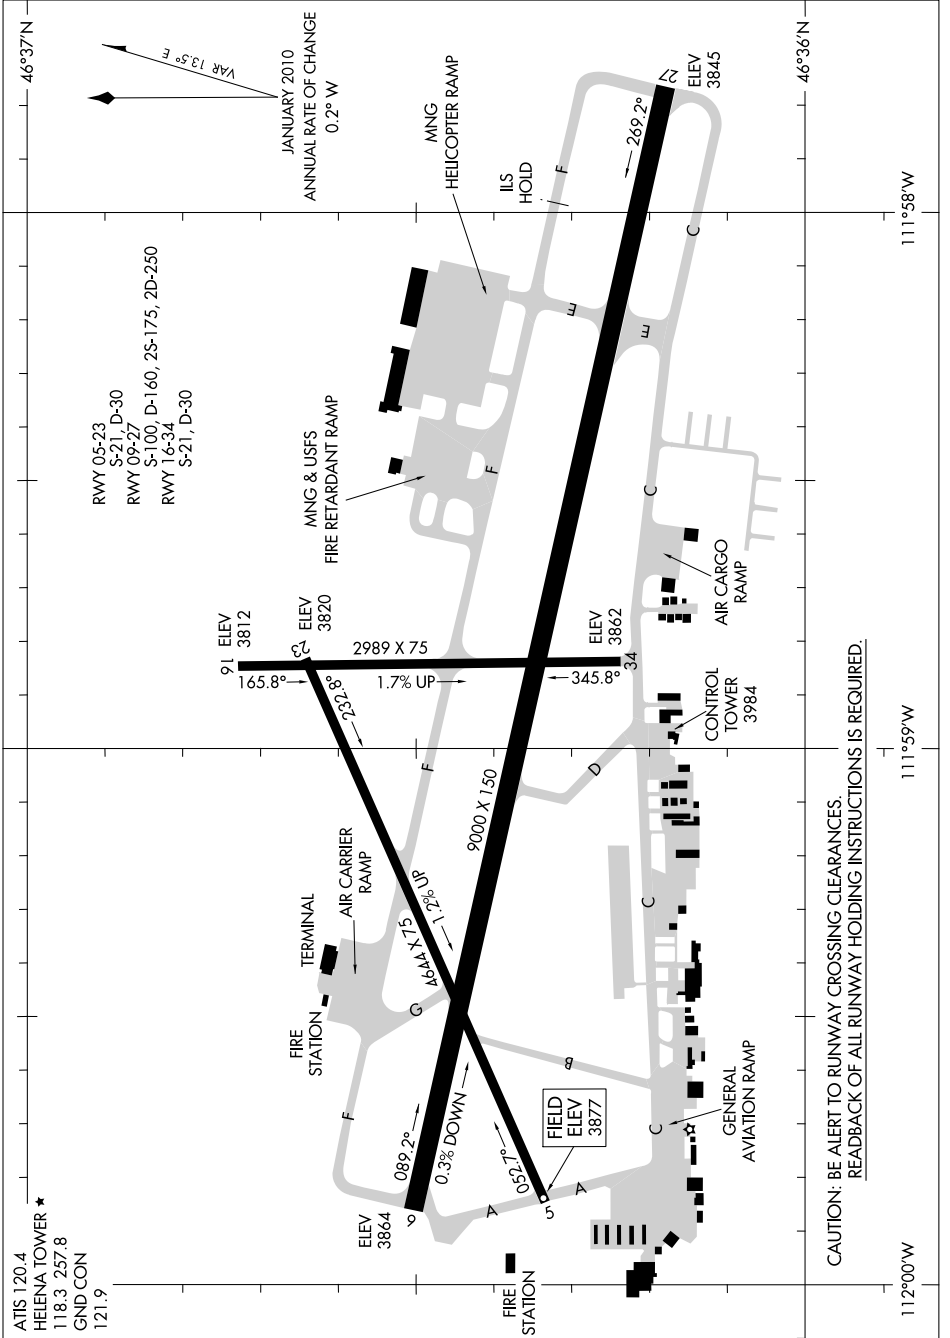 ATIS 120.4
HELENA TOWER ★
118.3 257.8
GND CON
121.9
RWY 05-23
S-21, D-30
RWY 09-27
S-100, D-160, 2S-175, 2D-250
RWY 16-34
S-21, D-30
VAR 13.5° E
JANUARY 2010
ANNUAL RATE OF CHANGE
0.2° W
46°37'N
46°36'N
111°58'W
111°59'W
112°00'W
MNG
HELICOPTER RAMP
ILS
HOLD
MNG & USFS
FIRE RETARDANT RAMP
27
ELEV
3845
269.2°
F
C
E
E
F
C
16
ELEV
3812
23
ELEV
3820
2989 X 75
165.8°
1.7% UP
345.8°
ELEV
3862
34
232.8°
AIR CARGO
RAMP
CONTROL
TOWER
3984
F
9000 X 150
D
TERMINAL
AIR CARRIER
RAMP
4644 X 75
1.2% UP
C
FIRE
STATION
G
B
F
089.2°
0.3% DOWN
052.7°
FIELD
ELEV
3877
C
GENERAL
AVIATION RAMP
ELEV
3864
9
A
A
5
FIRE
STATION
CAUTION: BE ALERT TO RUNWAY CROSSING CLEARANCES.
READBACK OF ALL RUNWAY HOLDING INSTRUCTIONS IS REQUIRED.